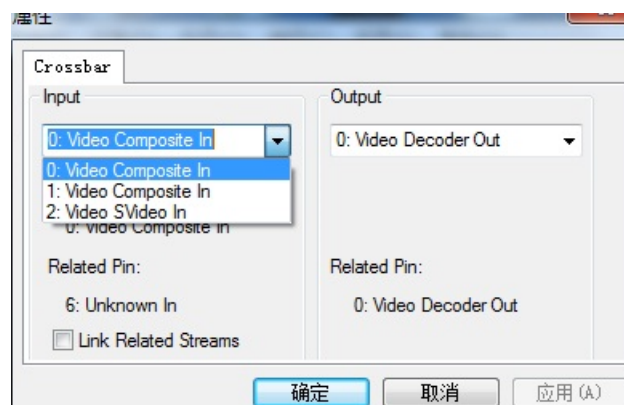 属性
Crossbar
Input
Output
0: Video Composite In
0: Video Decoder Out
0: Video Composite In
1: Video Composite In
2: Video SVideo In
0: Video Composite In
Related Pin:
Related Pin:
6: Unknown In
0: Video Decoder Out
Link Related Streams
确定
取消
应用(A)